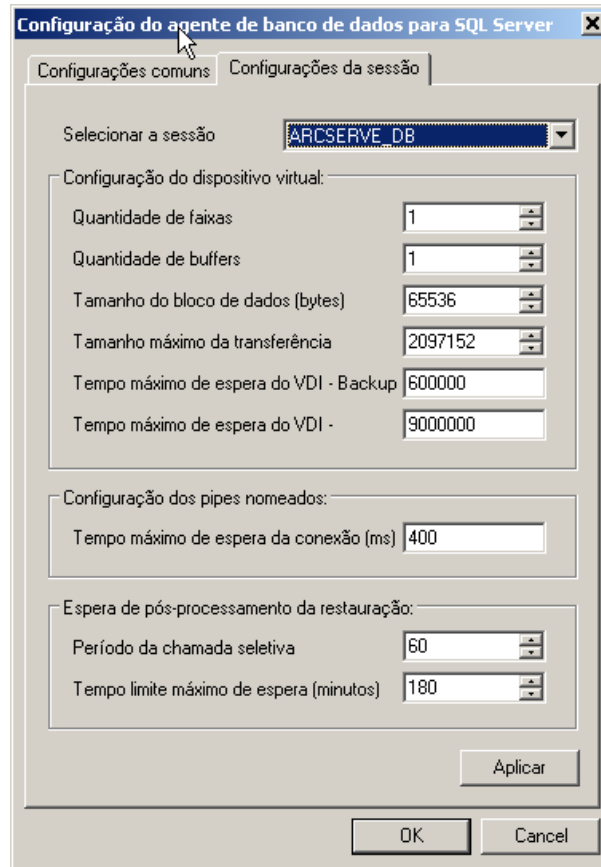 Configuração do agente de banco de dados para SQL Server
Configurações comuns Configurações da sessão
Selecionar a sessão ARCSERVE_DB
Configuração do dispositivo virtual:
Quantidade de faixas 1
Quantidade de buffers 1
Tamanho do bloco de dados (bytes) 65536
Tamanho máximo da transferência 2097152
Tempo máximo de espera do VDI - Backup 600000
Tempo máximo de espera do VDI - 9000000
Configuração dos pipes nomeados:
Tempo máximo de espera da conexão (ms) 400
Espera de pós-processamento da restauração:
Período da chamada seletiva 60
Tempo limite máximo de espera (minutos) 180
Aplicar
OK Cancel